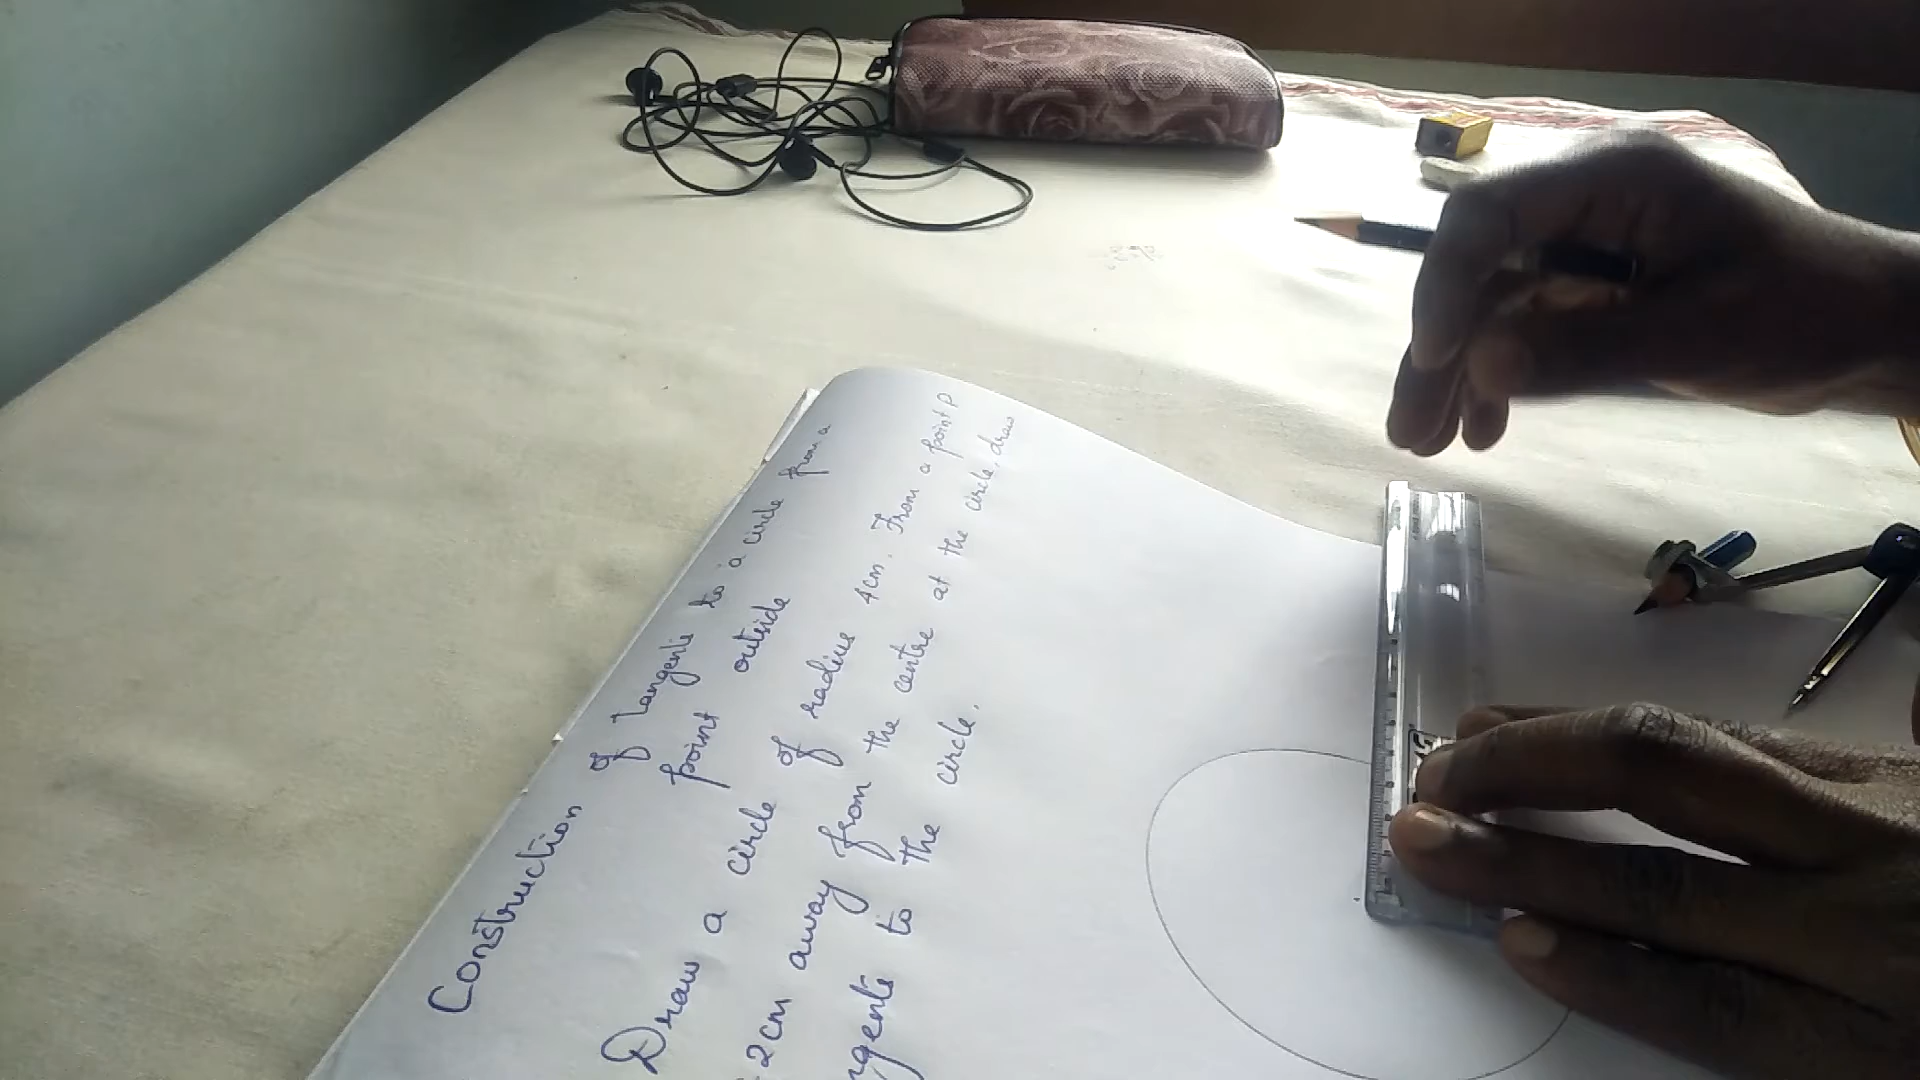 Construction of tangents to a circle from a
point outside
Draw a circle of radius 4cm. From a point P
2cm away from the centre at the circle, draw
to the circle.